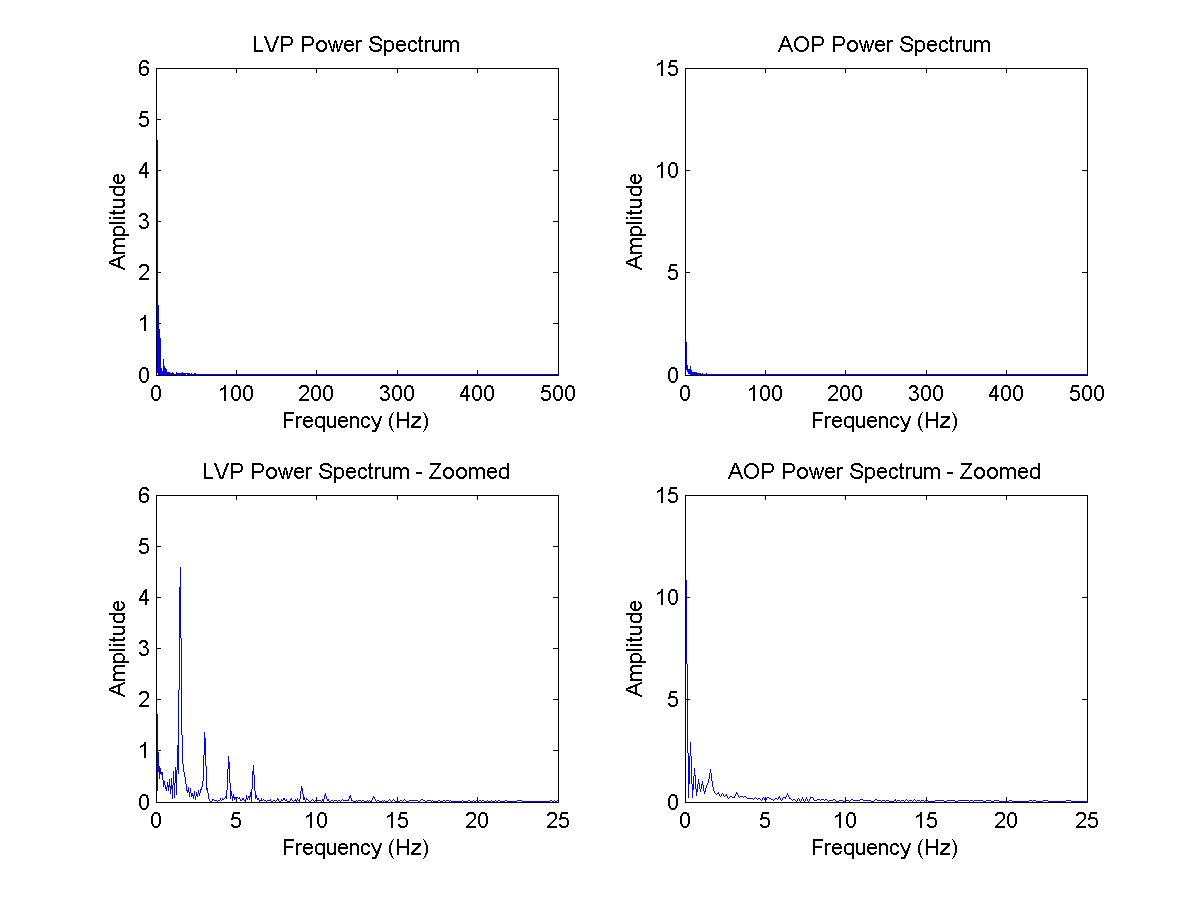 LVP Power Spectrum
6
5
4
3
2
1
0
Amplitude
0 100 200 300 400 500
Frequency (Hz)
AOP Power Spectrum
15
10
5
0
Amplitude
0 100 200 300 400 500
Frequency (Hz)
LVP Power Spectrum - Zoomed
6
5
4
3
2
1
0
Amplitude
0 5 10 15 20 25
Frequency (Hz)
AOP Power Spectrum - Zoomed
15
10
5
0
Amplitude
0 5 10 15 20 25
Frequency (Hz)